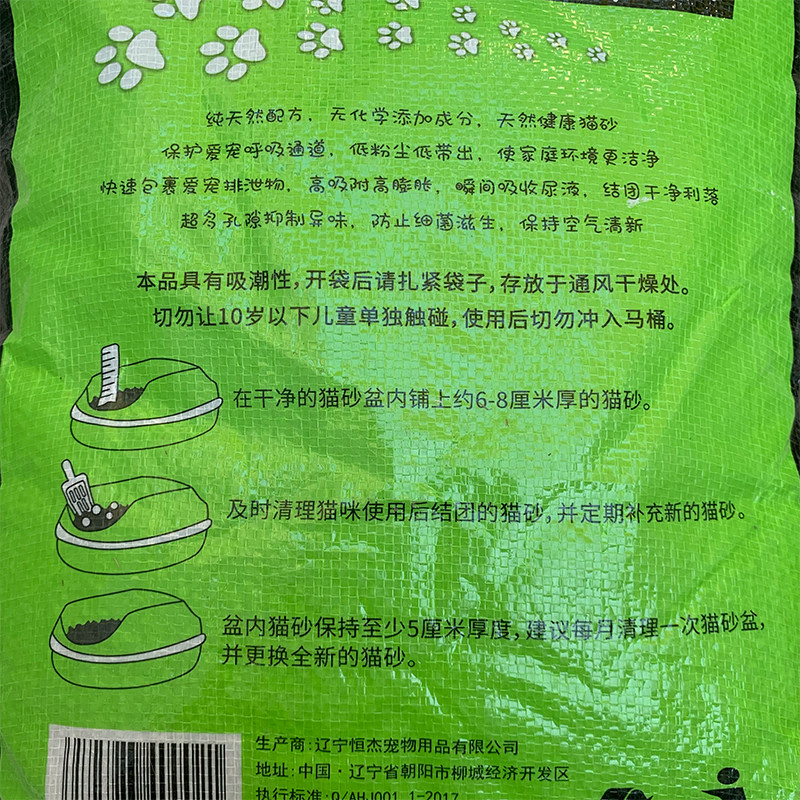 纯天然配方，无化学添加成分，天然健康猫砂
保护爱宠呼吸通道，低粉尘低带出，使家庭环境更洁净
快速包裹爱宠排泄物，高吸附高膨胀，瞬间吸收尿液，结团干净利落
超多孔隙抑制异味，防止细菌滋生，保持空气清新
本品具有吸潮性，开袋后请扎紧袋子，存放于通风干燥处。
切勿让10岁以下儿童单独触碰，使用后切勿冲入马桶。
在干净的猫砂盆内铺上约6-8厘米厚的猫砂。
及时清理猫咪使用后结团的猫砂，并定期补充新的猫砂。
盆内猫砂保持至少5厘米厚度，建议每月清理一次猫砂盆，
并更换全新的猫砂。
生产商：辽宁恒杰宠物用品有限公司
地址：中国·辽宁省朝阳市柳城经济开发区
执行标准：Q/AHJ001.1-2017